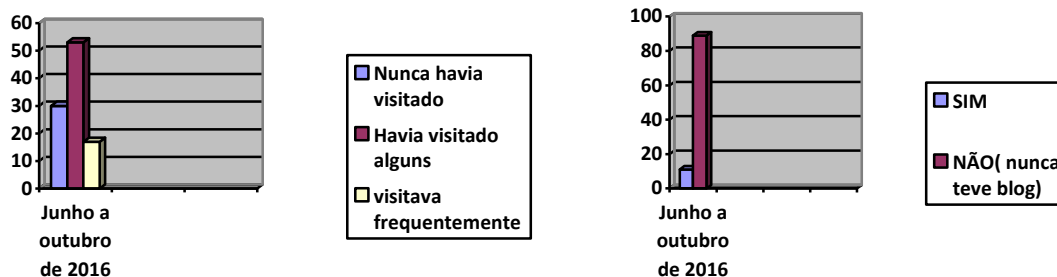 60
50
40
30
20
10
0
Junho a
outubro
de 2016
Nunca havia
visitado
Havia visitado
alguns
visitava
frequentemente
100
80
60
40
20
0
Junho a
outubro
de 2016
SIM
NÃO( nunca
teve blog)